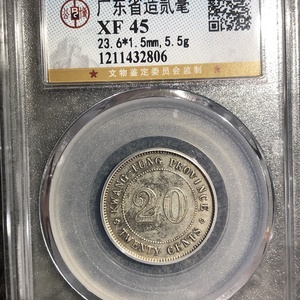 广东省造贰毫
XF 45
23.6*1.5mm,5.5g
1211432806
文物鉴定委员会监制
KWANG-TUNG PROVINCE
20
TWENTY CENTS